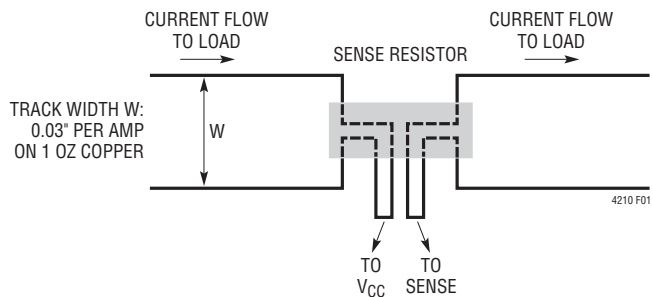 CURRENT FLOW
TO LOAD
CURRENT FLOW
TO LOAD
SENSE RESISTOR
TRACK WIDTH W:
0.03" PER AMP
ON 1 OZ COPPER
W
4210 F01
TO
VCC
TO
SENSE